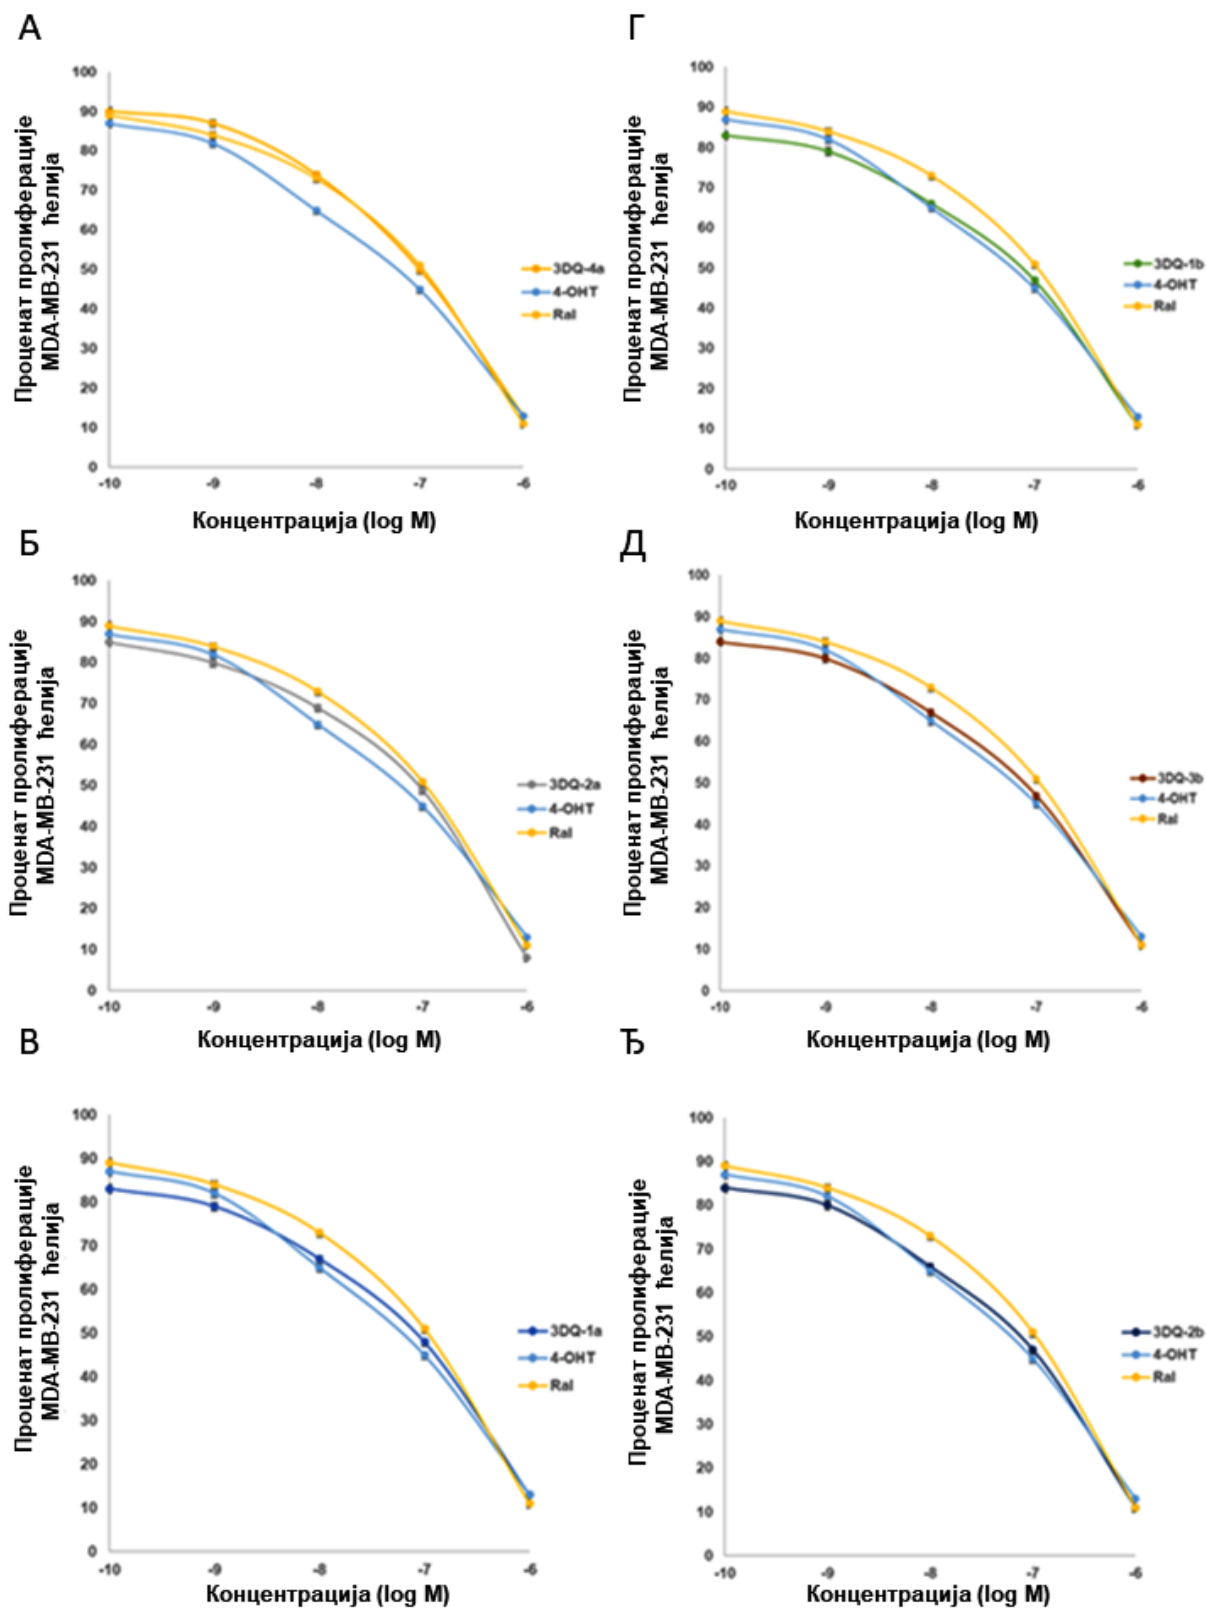 А
Проценат пролиферације
MDA-MB-231 ћелија
100
90
80
70
60
50
40
30
20
10
0
-10 -9 -8 -7 -6
Концентрација (log M)
3DQ-4a
4-OHT
Ral
Г
Проценат пролиферације
MDA-MB-231 ћелија
100
90
80
70
60
50
40
30
20
10
0
-10 -9 -8 -7 -6
Концентрација (log M)
3DQ-1b
4-OHT
Ral
Б
Проценат пролиферације
MDA-MB-231 ћелија
100
90
80
70
60
50
40
30
20
10
0
-10 -9 -8 -7 -6
Концентрација (log M)
3DQ-2a
4-OHT
Ral
Д
Проценат пролиферације
MDA-MB-231 ћелија
100
90
80
70
60
50
40
30
20
10
0
-10 -9 -8 -7 -6
Концентрација (log M)
3DQ-3b
4-OHT
Ral
В
Проценат пролиферације
MDA-MB-231 ћелија
100
90
80
70
60
50
40
30
20
10
0
-10 -9 -8 -7 -6
Концентрација (log M)
3DQ-1a
4-OHT
Ral
Ђ
Проценат пролиферације
MDA-MB-231 ћелија
100
90
80
70
60
50
40
30
20
10
0
-10 -9 -8 -7 -6
Концентрација (log M)
3DQ-2b
4-OHT
Ral